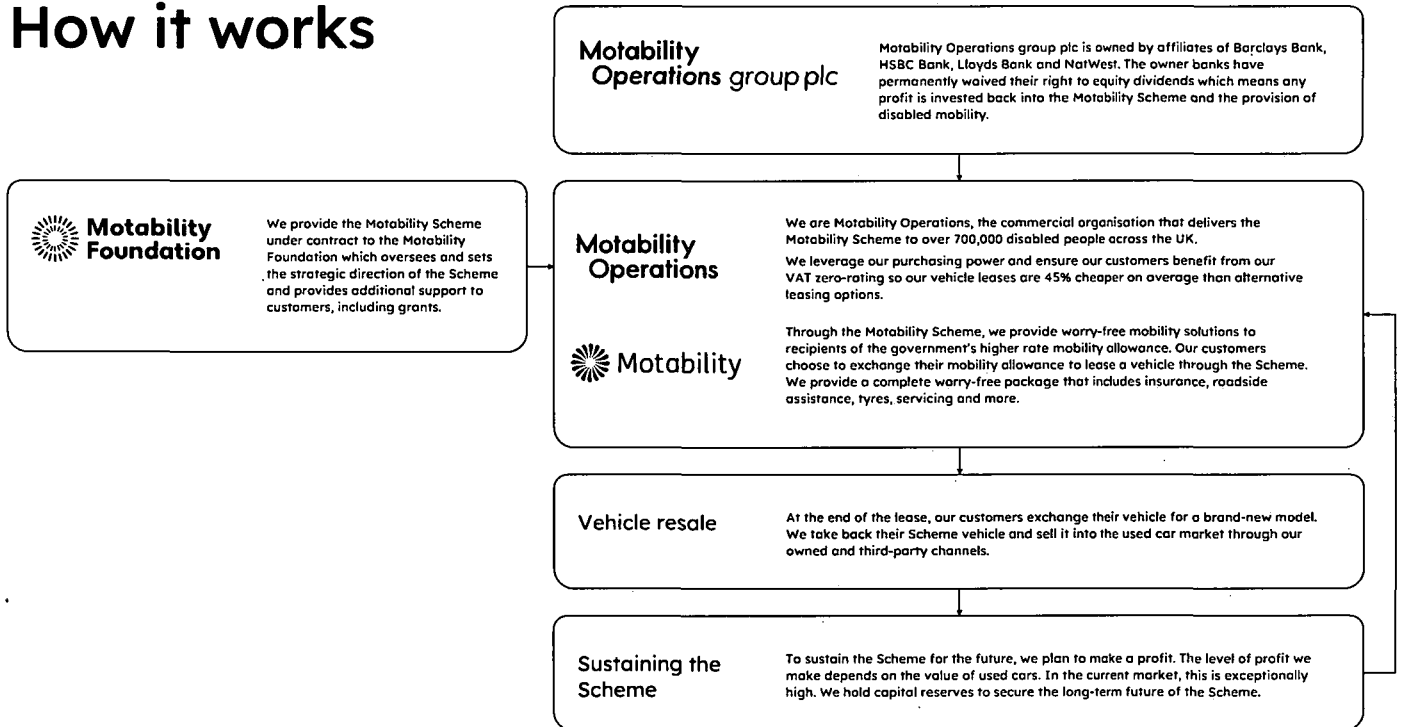 How it works
Motability
Operations group plc
Motability Operations group plc is owned by affiliates of Barclays Bank,
HSBC Bank, Lloyds Bank and NatWest. The owner banks have
permanently waived their right to equity dividends which means any
profit is invested back into the Motability Scheme and the provision of
disabled mobility.
Motability
Foundation
We provide the Motability Scheme
under contract to the Motability
Foundation which oversees and sets
the strategic direction of the Scheme
and provides additional support to
customers, including grants.
Motability
Operations
We are Motability Operations, the commercial organisation that delivers the
Motability Scheme to over 700,000 disabled people across the UK.
We leverage our purchasing power and ensure our customers benefit from our
VAT zero-rating so our vehicle leases are 45% cheaper on average than alternative
leasing options.
Motability
Through the Motability Scheme, we provide worry-free mobility solutions to
recipients of the government's higher rate mobility allowance. Our customers
choose to exchange their mobility allowance to lease a vehicle through the Scheme.
We provide a complete worry-free package that includes insurance, roadside
assistance, tyres, servicing and more.
Vehicle resale
At the end of the lease, our customers exchange their vehicle for a brand-new model.
We take back their Scheme vehicle and sell it into the used car market through our
owned and third-party channels.
Sustaining the
Scheme
To sustain the Scheme for the future, we plan to make a profit. The level of profit we
make depends on the value of used cars. In the current market, this is exceptionally
high. We hold capital reserves to secure the long-term future of the Scheme.